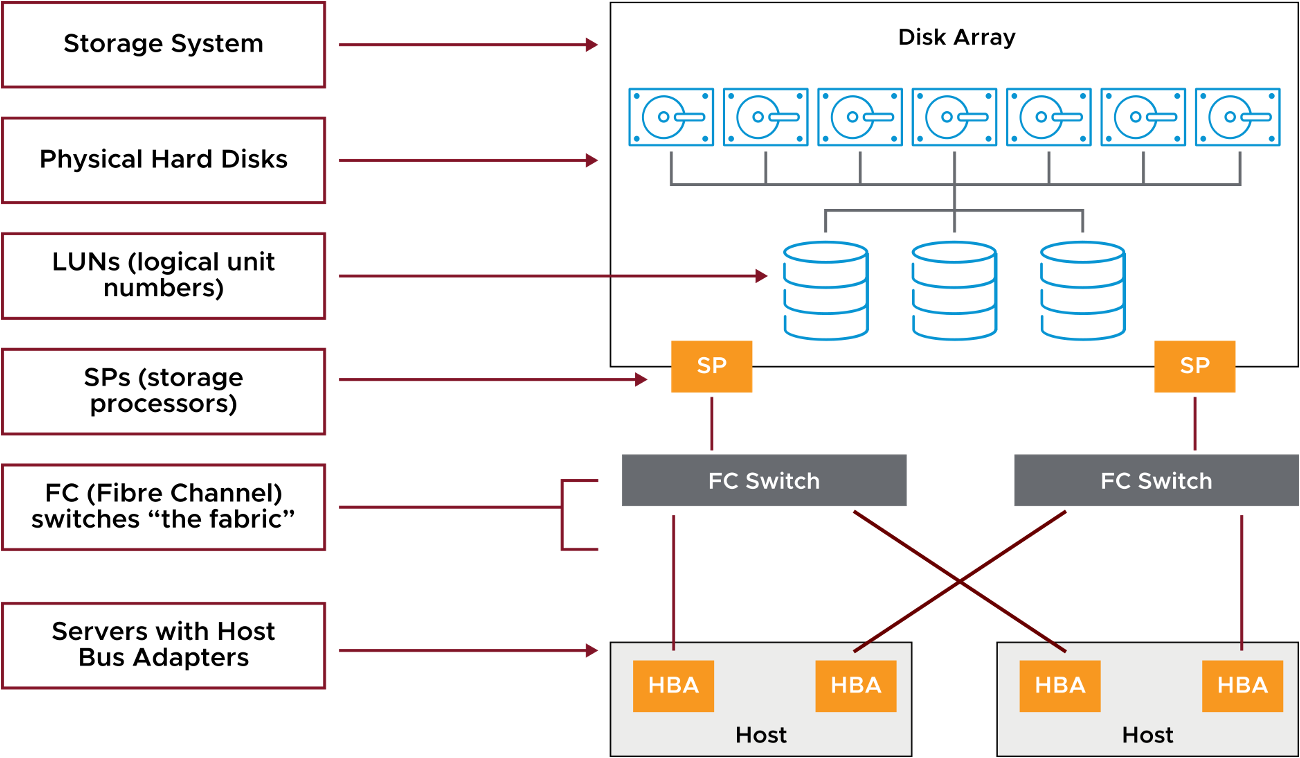 Storage System
Disk Array
Physical Hard Disks
LUNs (logical unit
numbers)
SPs (storage
processors)
SP
SP
FC (Fibre Channel)
switches “the fabric”
FC Switch
FC Switch
Servers with Host
Bus Adapters
HBA
HBA
HBA
HBA
Host
Host